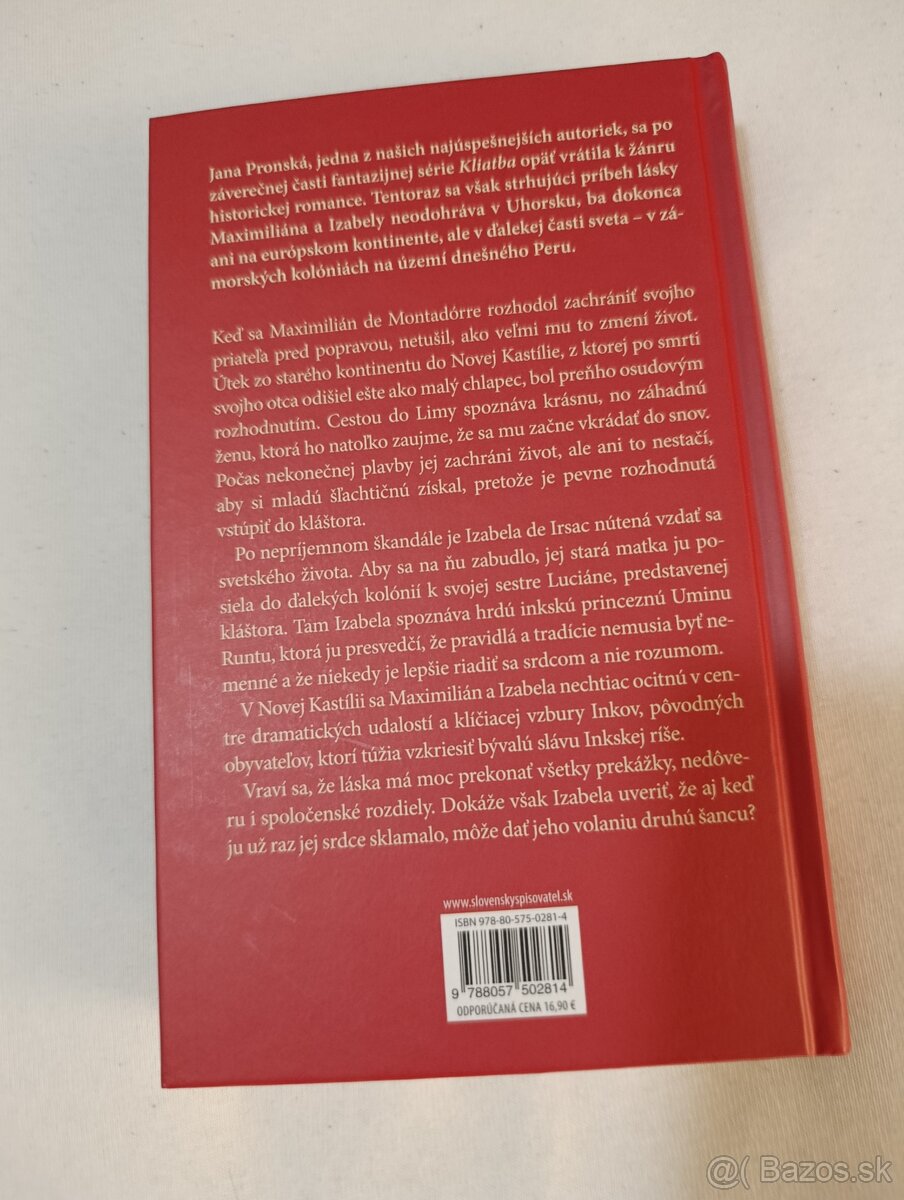 Jana Pronská, jedna z našich najúspešnejších autoriek, sa po
záverečnej časti fantazijnej série Kliatba opäť vrátila k žánru
historickej romance. Tentoraz sa však strhujúci príbeh lásky
Maximiliána a Izabely neodohráva v Uhorsku, ba dokonca
ani na európskom kontinente, ale v ďalekej časti sveta – v zá-
morských kolóniách na území dnešného Peru.
Keď sa Maximilián de Montadórre rozhodol zachrániť svojho
priateľa pred popravou, netušil, ako veľmi mu to zmení život.
Útek zo starého kontinentu do Novej Kastílie, z ktorej po smrti
svojho otca odišiel ešte ako malý chlapec, bol preňho osudovým
rozhodnutím. Cestou do Limy spoznáva krásnu, no záhadnú
ženu, ktorá ho natoľko zaujme, že sa mu začne vkrádať do snov.
Počas nekonečnej plavby jej zachráni život, ale ani to nestačí,
aby si mladú šľachtičnú získal, pretože je pevne rozhodnutá
vstúpiť do kláštora.
Po nepríjemnom škandále je Izabela de Irsac nútená vzdať sa
svetského života. Aby sa na ňu zabudlo, jej stará matka ju po-
siela do ďalekých kolónií k svojej sestre Luciáne, predstavenej
kláštora. Tam Izabela spoznáva hrdú inkskú princeznú Uminu
Runtu, ktorá ju presvedčí, že pravidlá a tradície nemusia byť ne-
menné a že niekedy je lepšie riadiť sa srdcom a nie rozumom.
V Novej Kastílii sa Maximilián a Izabela nechtiac ocitnú v cen-
tre dramatických udalostí a klíčiacej vzbury Inkov, pôvodných
obyvateľov, ktorí túžia vzkriesiť bývalú slávu Inkskej ríše.
Vraví sa, že láska má moc prekonať všetky prekážky, nedôve-
ru i spoločenské rozdiely. Dokáže však Izabela uveriť, že aj keď
ju už raz jej srdce sklamalo, môže dať jeho volaniu druhú šancu?
www.slovenskyspisovatel.sk
ISBN 978-80-575-0281-4
9 788057 502814
ODPORÚČANÁ CENA 16,90 €
@( Bazos.sk